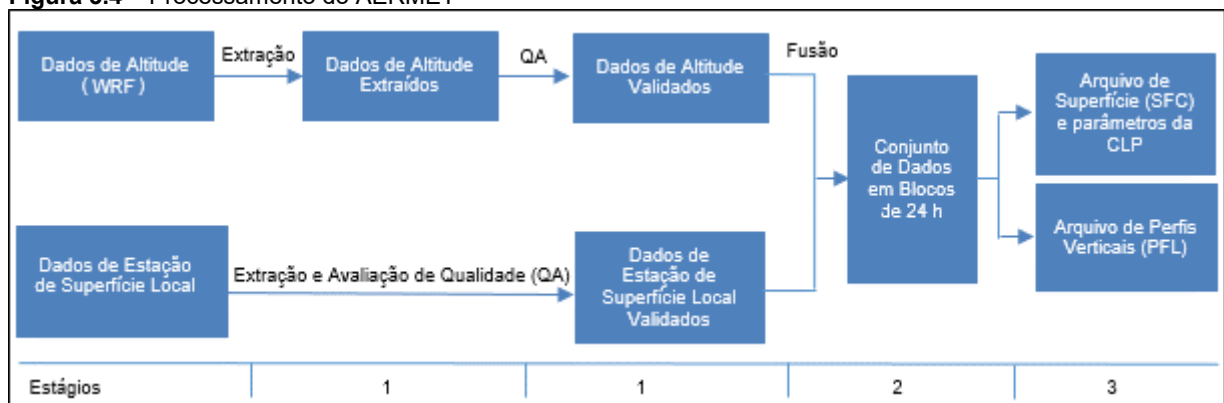 Figura 3.4 – Processamento do AERMET
Dados de Altitude
( WRF )
Extração
Dados de Altitude
Extraídos
QA
Dados de Altitude
Validados
Fusão
Conjunto
de Dados
em Blocos
de 24 h
Arquivo de
Superfície (SFC)
e parâmetros da
CLP
Arquivo de Perfis
Verticais (PFL)
Dados de Estação
de Superfície Local
Extração e Avaliação de Qualidade (QA)
Dados de
Estação de
Superfície Local
Validados
Estágios
1
1
2
3